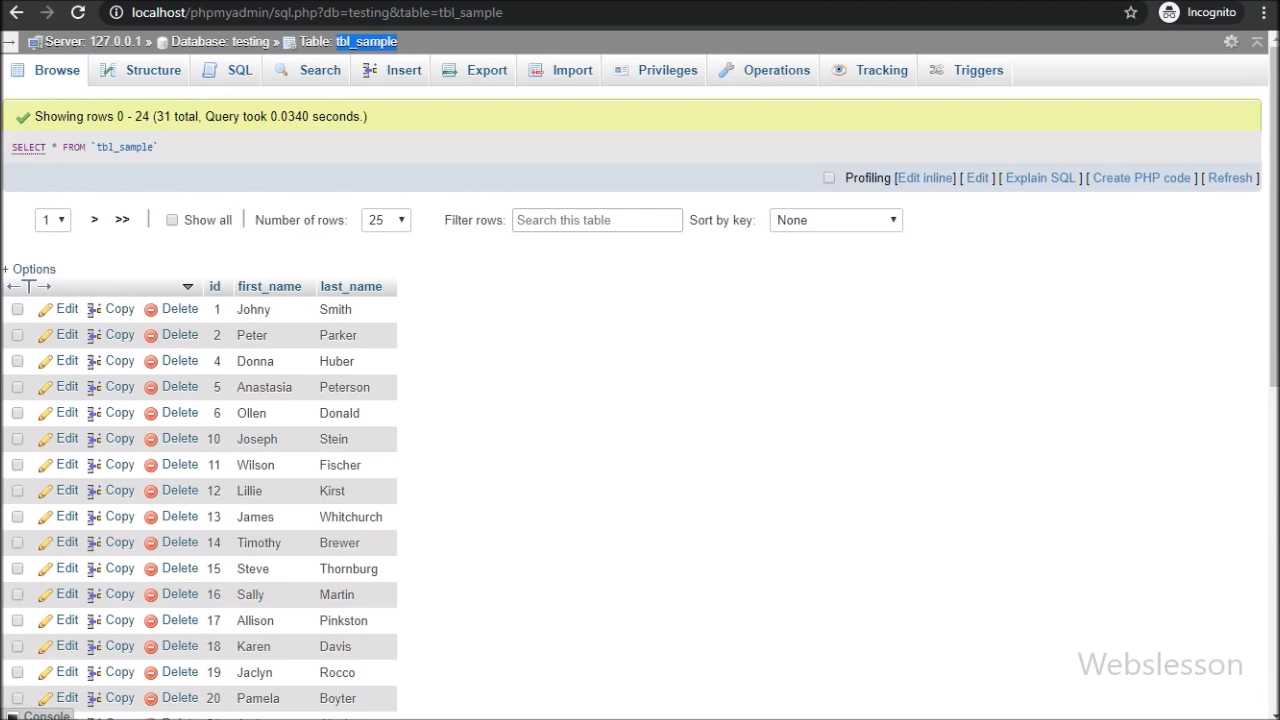 localhost/phpmyadmin/sql.php?db=testing&table=tbl_sample Incognito
Server: 127.0.0.1 » Database: testing » Table: tbl_sample
Browse Structure SQL Search Insert Export Import Privileges Operations Tracking Triggers
Showing rows 0 - 24 (31 total, Query took 0.0340 seconds.)
SELECT * FROM `tbl_sample`
Profiling [Edit inline] [ Edit ] [ Explain SQL ] [ Create PHP code ] [ Refresh ]
1 > >> Show all Number of rows: 25 Filter rows: Search this table Sort by key: None
+ Options
id first_name last_name
Edit Copy Delete 1 Johny Smith
Edit Copy Delete 2 Peter Parker
Edit Copy Delete 4 Donna Huber
Edit Copy Delete 5 Anastasia Peterson
Edit Copy Delete 6 Ollen Donald
Edit Copy Delete 10 Joseph Stein
Edit Copy Delete 11 Wilson Fischer
Edit Copy Delete 12 Lillie Kirst
Edit Copy Delete 13 James Whitchurch
Edit Copy Delete 14 Timothy Brewer
Edit Copy Delete 15 Steve Thornburg
Edit Copy Delete 16 Sally Martin
Edit Copy Delete 17 Allison Pinkston
Edit Copy Delete 18 Karen Davis
Edit Copy Delete 19 Jaclyn Rocco
Edit Copy Delete 20 Pamela Boyter
Console
Webslesson